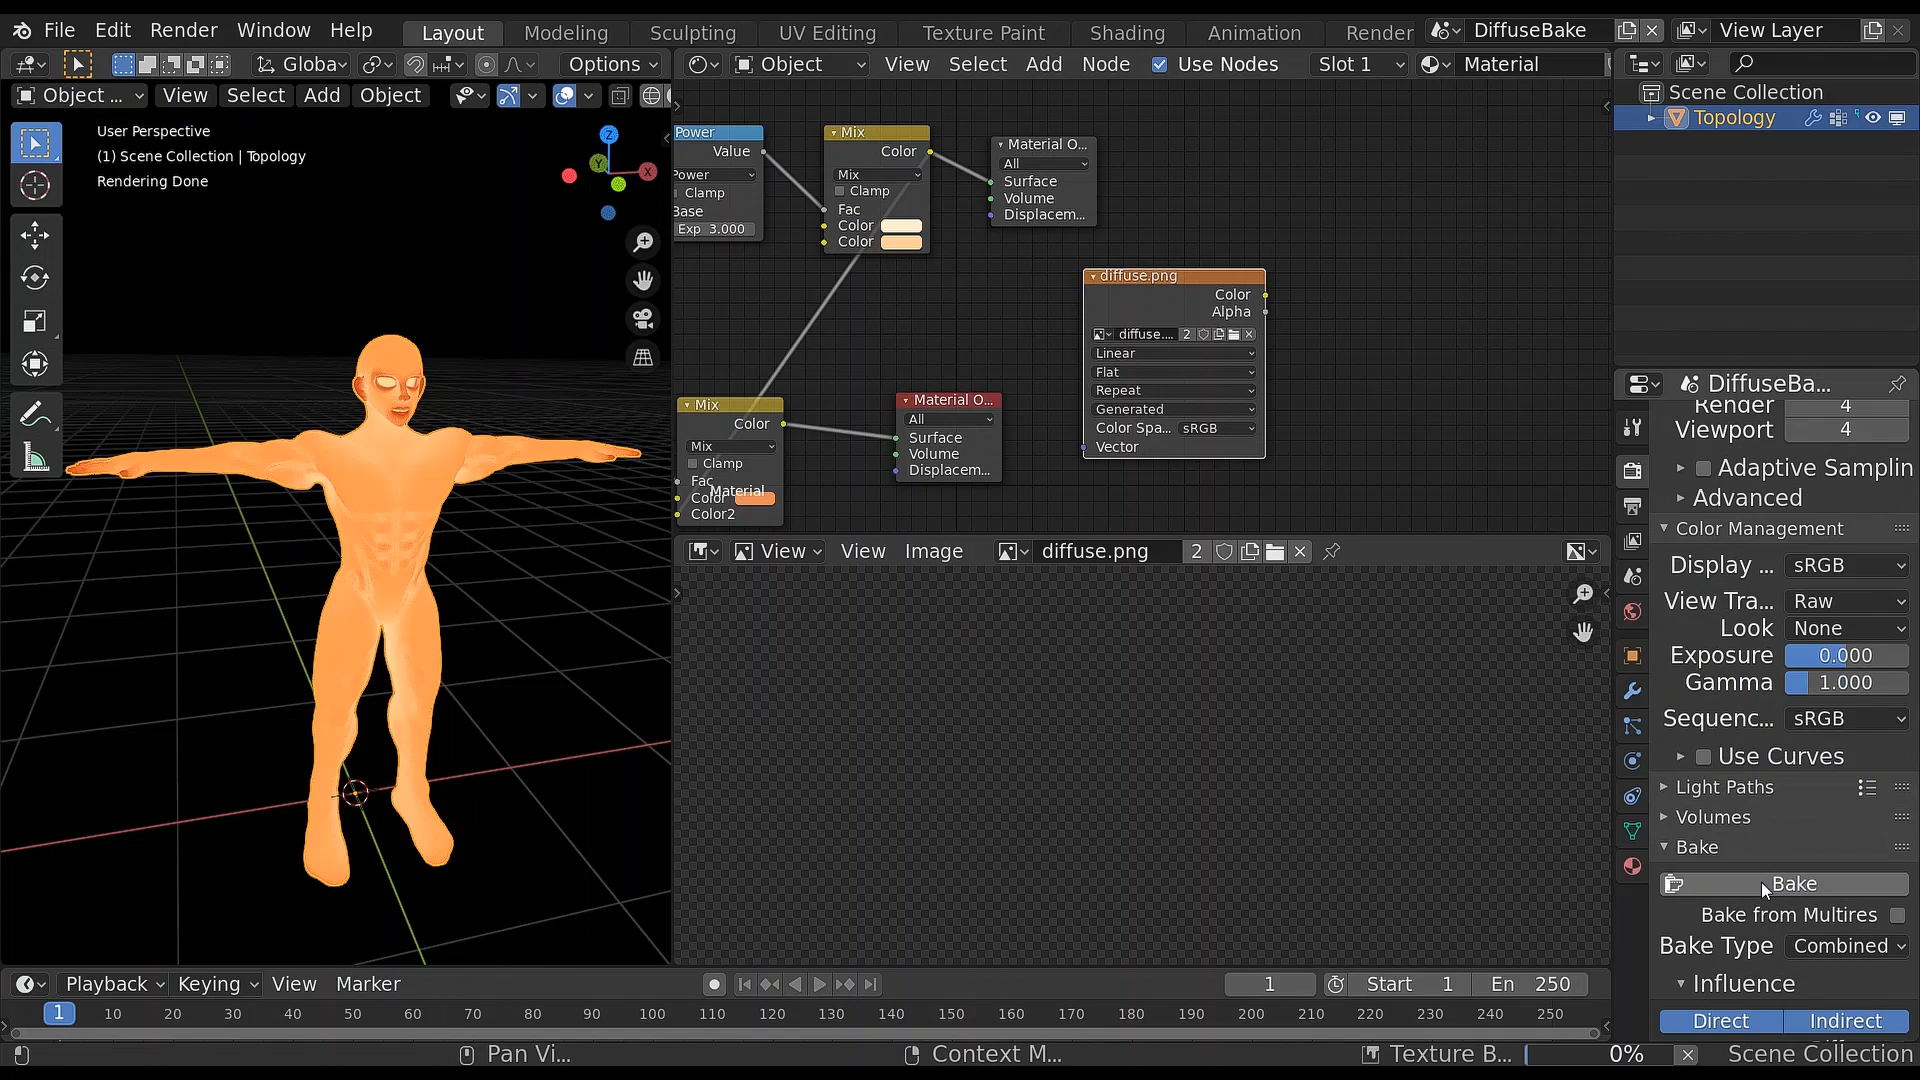 File Edit Render Window Help Layout Modeling Sculpting UV Editing Texture Paint Shading Animation Render DiffuseBake View Layer
Globa Options Object View Select Add Node Use Nodes Slot 1 Material
Object ... View Select Add Object
User Perspective
(1) Scene Collection | Topology
Rendering Done
Z
Y
X
Power
Value
Power
Clamp
Base
Exp 3.000
Mix
Color
Mix
Clamp
Fac
Color
Color
Material O...
All
Surface
Volume
Displacem...
diffuse.png
Color
Alpha
diffuse.... 2
Linear
Flat
Repeat
Generated
Color Spa... sRGB
Vector
Mix
Color
Mix
Clamp
Fac
Material
Color
Color2
Material O...
All
Surface
Volume
Displacem...
View View Image diffuse.png 2
Scene Collection
Topology
DiffuseBa...
Render 4
Viewport 4
Adaptive Samplin
Advanced
Color Management
Display ... sRGB
View Tra... Raw
Look None
Exposure 0.000
Gamma 1.000
Sequenc... sRGB
Use Curves
Light Paths
Volumes
Bake
Bake
Bake from Multires
Bake Type Combined
Influence
Direct Indirect
Playback Keying View Marker 1 Start 1 En 250
1 10 20 30 40 50 60 70 80 90 100 110 120 130 140 150 160 170 180 190 200 210 220 230 240 250
Pan Vi... Context M... Texture B... 0% Scene Collection